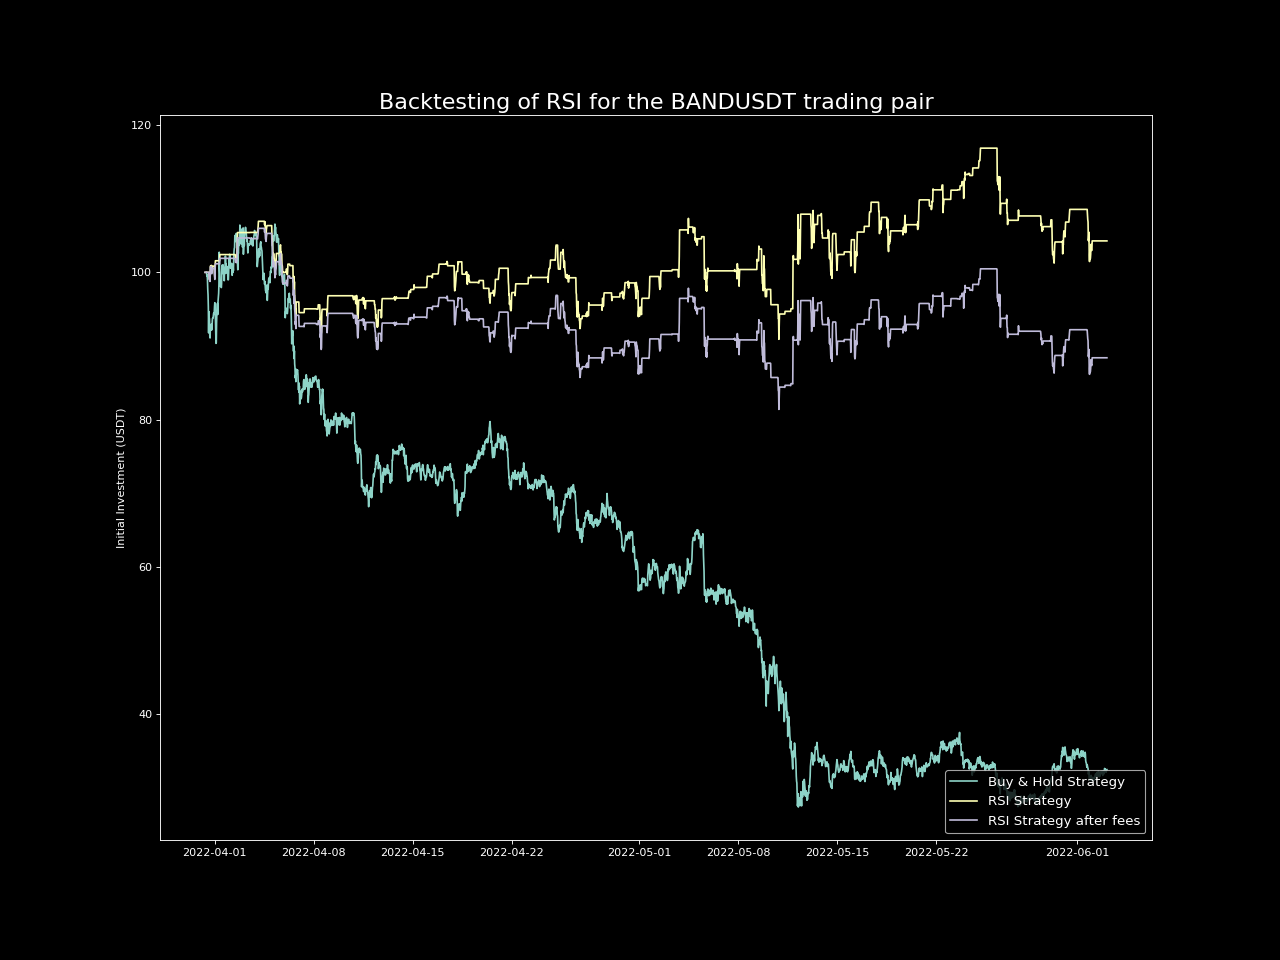 Backtesting of RSI for the BANDUSDT trading pair
120
100
80
60
40
Initial Investment (USDT)
2022-04-01
2022-04-08
2022-04-15
2022-04-22
2022-05-01
2022-05-08
2022-05-15
2022-05-22
2022-06-01
Buy & Hold Strategy
RSI Strategy
RSI Strategy after fees